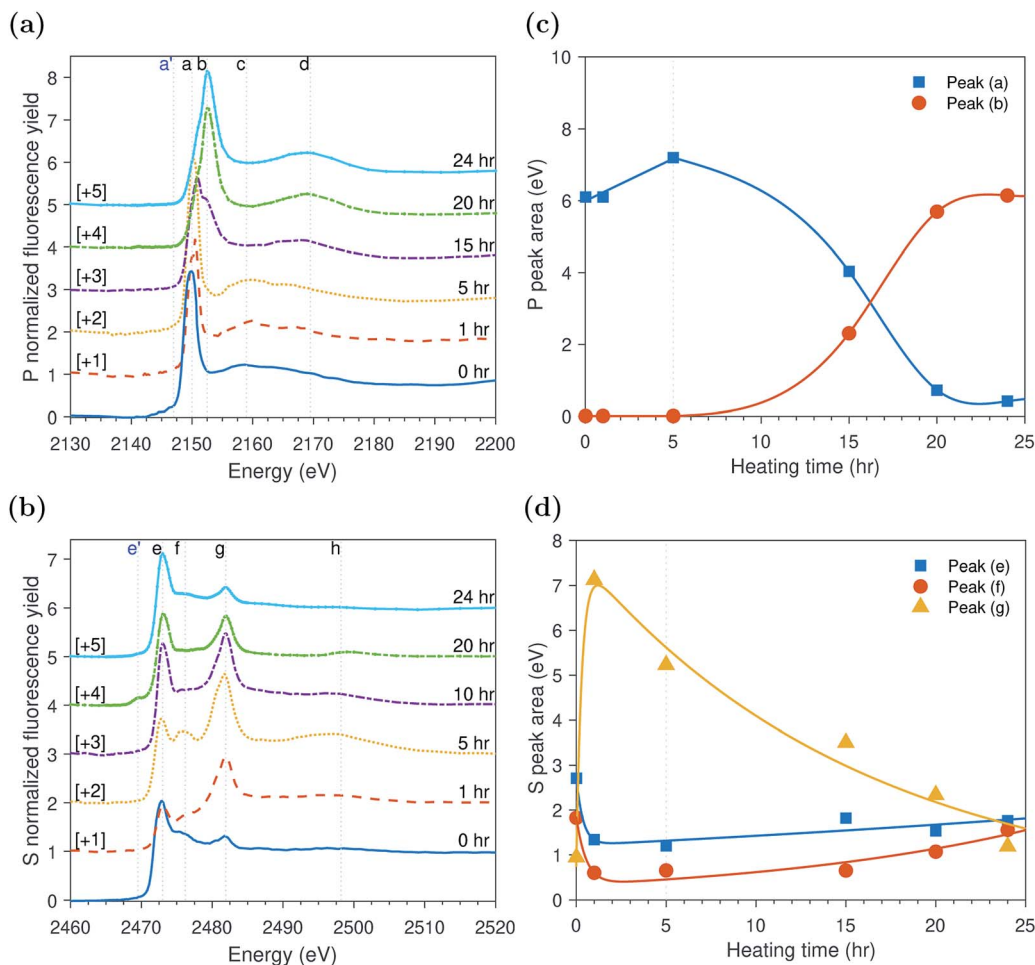 (a)
a' a b c d
8
7
6
5
4
3
2
1
0
P normalized fluorescence yield
[+5]
[+4]
[+3]
[+2]
[+1]
24 hr
20 hr
15 hr
5 hr
1 hr
0 hr
2130 2140 2150 2160 2170 2180 2190 2200
Energy (eV)
(c)
10
8
6
4
2
0
P peak area (eV)
Peak (a)
Peak (b)
0 5 10 15 20 25
Heating time (hr)
(b)
e' e f g h
7
6
5
4
3
2
1
0
S normalized fluorescence yield
[+5]
[+4]
[+3]
[+2]
[+1]
24 hr
20 hr
10 hr
5 hr
1 hr
0 hr
2460 2470 2480 2490 2500 2510 2520
Energy (eV)
(d)
8
7
6
5
4
3
2
1
0
S peak area (eV)
Peak (e)
Peak (f)
Peak (g)
0 5 10 15 20 25
Heating time (hr)